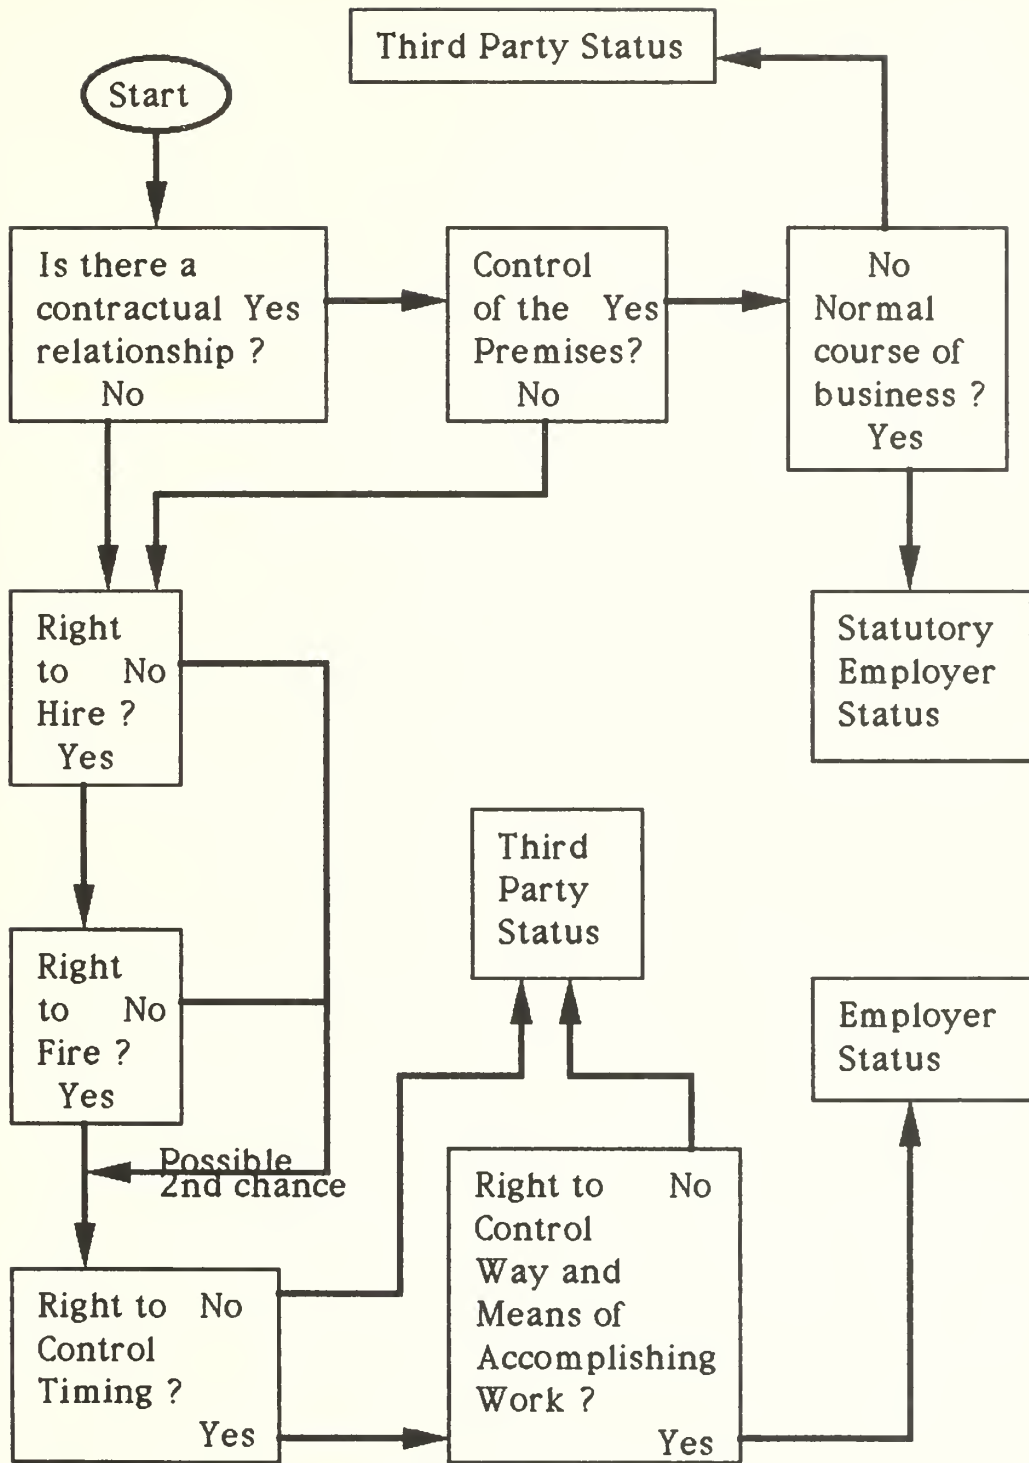 Third Party Status
Start
Is there a
contractual Yes
relationship ?
No
Control
of the Yes
Premises?
No
No
Normal
course of
business ?
Yes
Right
to No
Hire ?
Yes
Statutory
Employer
Status
Third
Party
Status
Right
to No
Fire ?
Yes
Employer
Status
Possible
2nd chance
Right to No
Control
Timing ?
Yes
Right to No
Control
Way and
Means of
Accomplishing
Work ?
Yes